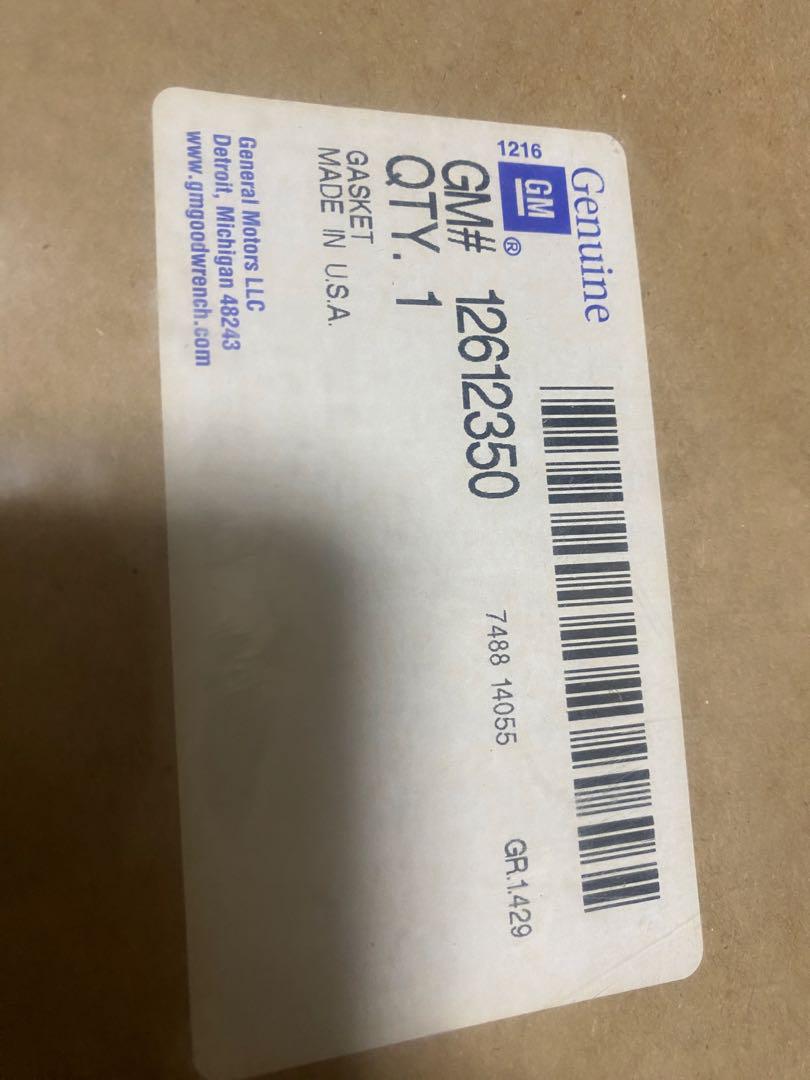 Genuine
1216
GM ®
GM# 12612350
QTY. 1
7488 14055
GR.1.429
GASKET
MADE IN U.S.A.
General Motors LLC
Detroit, Michigan 48243
www.gmgoodwrench.com